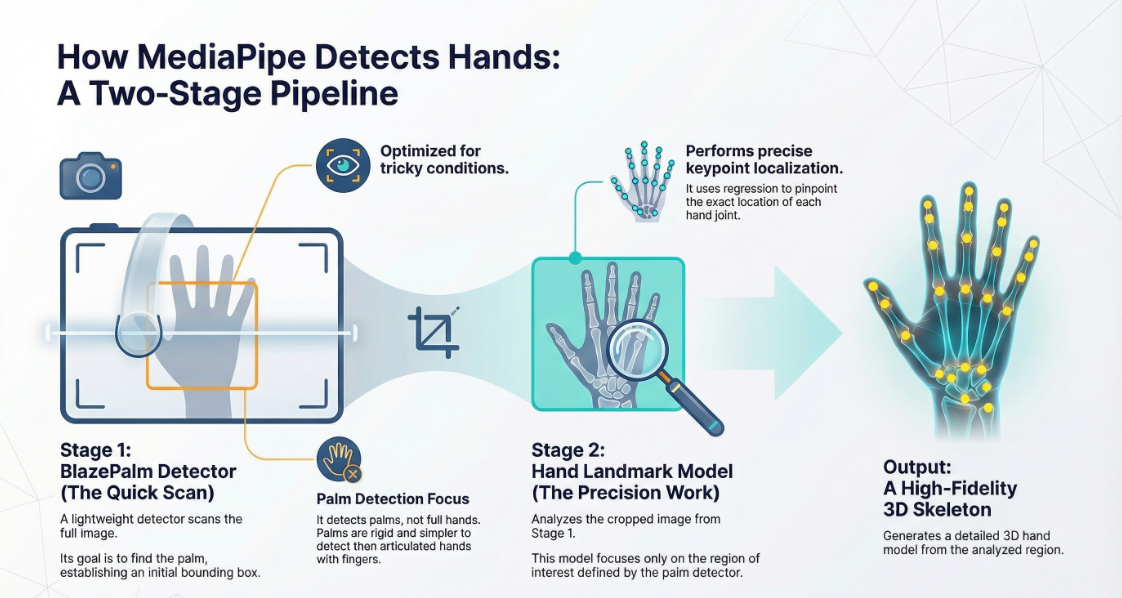 How MediaPipe Detects Hands:
A Two-Stage Pipeline
Optimized for
tricky conditions.
Performs precise
keypoint localization.
It uses regression to pinpoint
the exact location of each
hand joint.
Stage 1:
BlazePalm Detector
(The Quick Scan)
A lightweight detector scans the
full image.
Its goal is to find the palm,
establishing an initial bounding box.
Palm Detection Focus
It detects palms, not full hands.
Palms are rigid and simpler to
detect then articulated hands
with fingers.
Stage 2:
Hand Landmark Model
(The Precision Work)
Analyzes the cropped image from
Stage 1.
This model focuses only on the region of
interest defined by the palm detector.
Output:
A High-Fidelity
3D Skeleton
Generates a detailed 3D hand
model from the analyzed region.